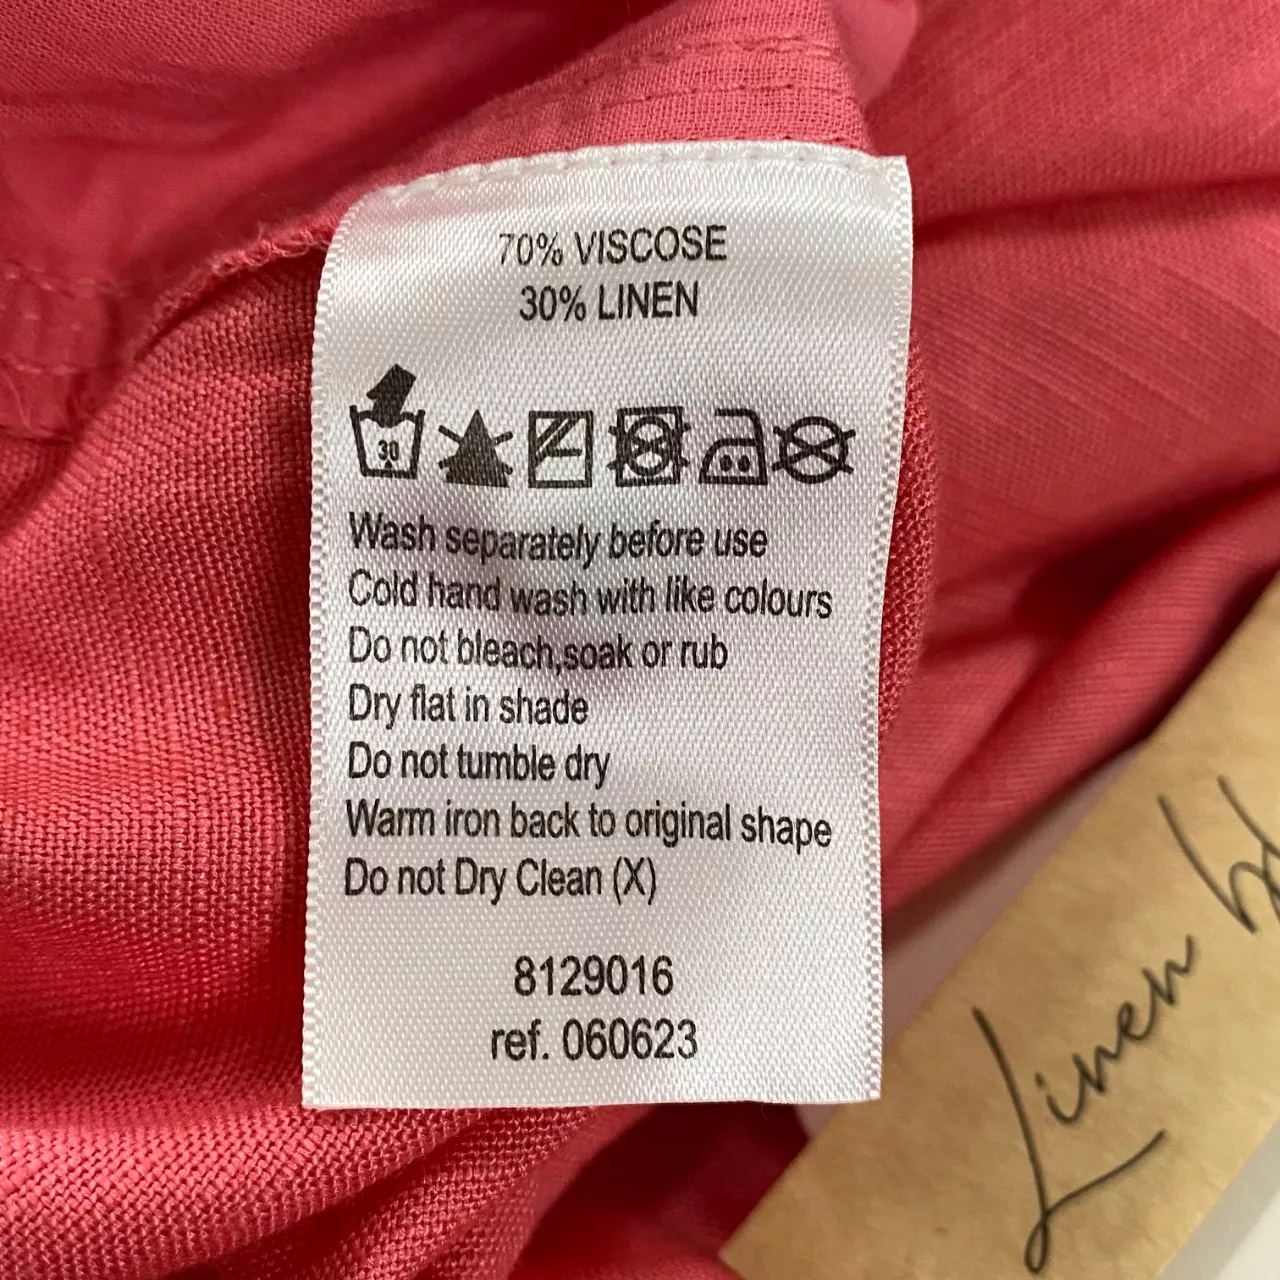 70% VISCOSE
30% LINEN
30
Wash separately before use
Cold hand wash with like colours
Do not bleach,soak or rub
Dry flat in shade
Do not tumble dry
Warm iron back to original shape
Do not Dry Clean (X)
8129016
ref. 060623
Linen